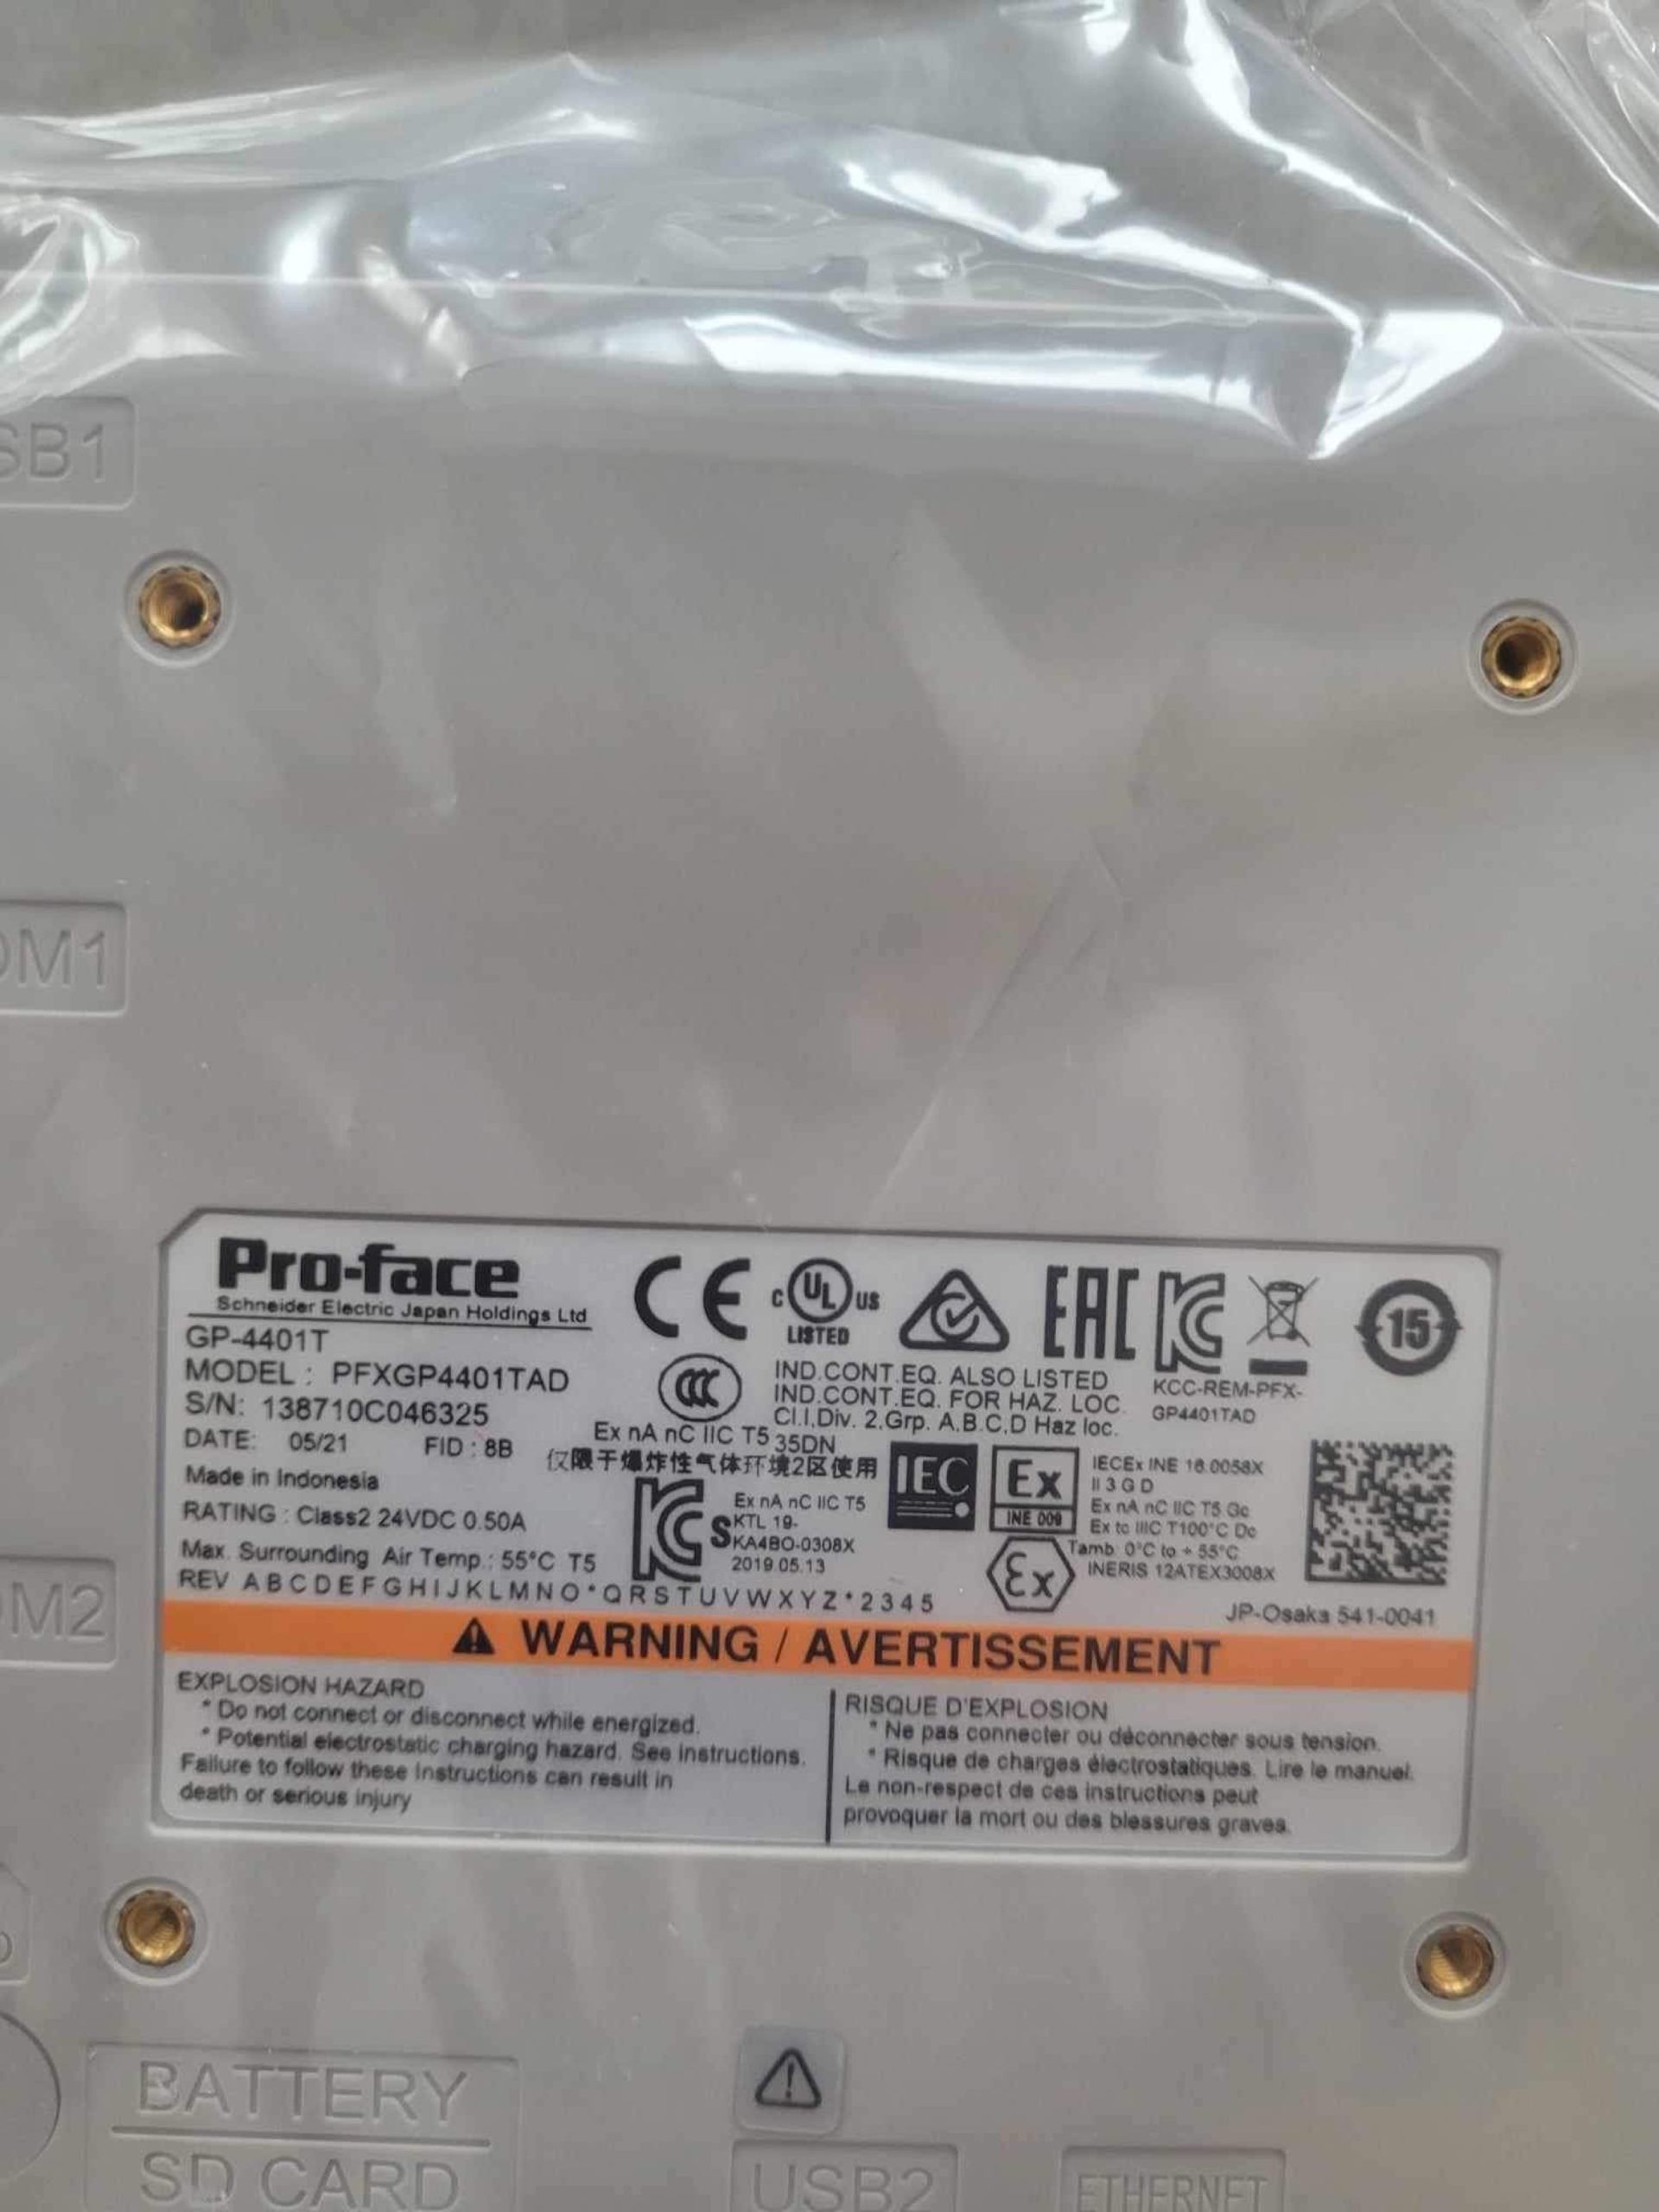 SB1
OM1
M2
Pro-face
Schneider Electric Japan Holdings Ltd
GP-4401T
MODEL : PFXGP4401TAD
S/N: 138710C046325
DATE: 05/21 FID : 8B
Made in Indonesia
RATING : Class2 24VDC 0.50A
Max. Surrounding Air Temp.: 55°C T5
REV A B C D E F G H I J K L M N O * Q R S T U V W X Y Z * 2 3 4 5
CE
C UL US
LISTED
EAC
15
CCC
IND.CONT.EQ. ALSO LISTED
IND.CONT.EQ. FOR HAZ. LOC.
Cl.I,Div. 2,Grp. A,B,C,D Haz loc.
35DN
KCC-REM-PFX-
GP4401TAD
Ex nA nC IIC T5
仅限于爆炸性气体环境2区使用
S
Ex nA nC IIC T5
KTL 19-
KA4BO-0308X
2019.05.13
IEC
Ex
INE 009
Ex
IECEx INE 16.0058X
II 3 G D
Ex nA nC IIC T5 Gc
Ex tc IIIC T100°C Dc
Tamb: 0°C to + 55°C
INERIS 12ATEX3008X
JP-Osaka 541-0041
WARNING / AVERTISSEMENT
EXPLOSION HAZARD
* Do not connect or disconnect while energized.
* Potential electrostatic charging hazard. See instructions.
Failure to follow these instructions can result in
death or serious injury
RISQUE D'EXPLOSION
* Ne pas connecter ou déconnecter sous tension.
* Risque de charges électrostatiques. Lire le manuel.
Le non-respect de ces instructions peut
provoquer la mort ou des blessures graves.
BATTERY
SD CARD
USB2
ETHERNET